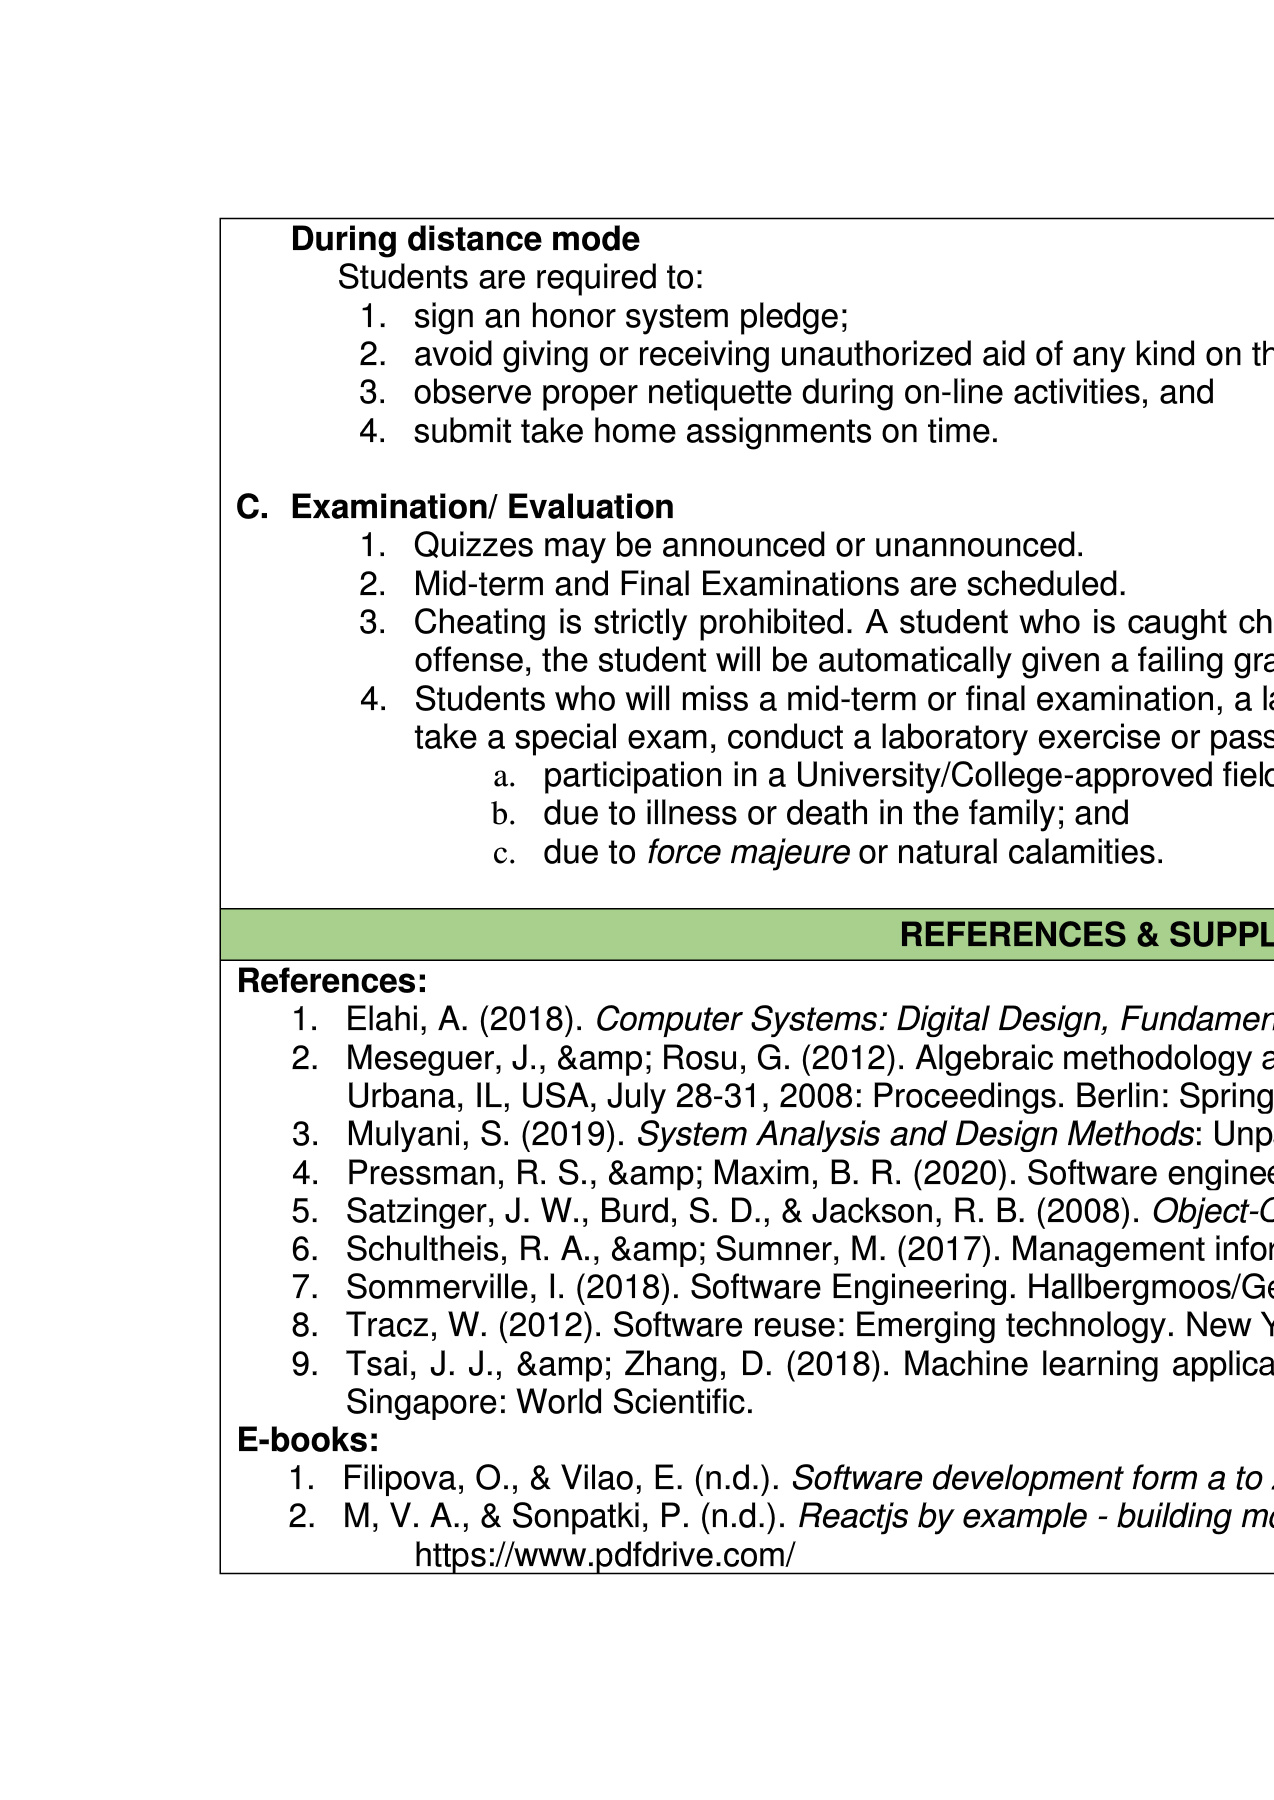 During distance mode
Students are required to:
1. sign an honor system pledge;
2. avoid giving or receiving unauthorized aid of any kind on th
3. observe proper netiquette during on-line activities, and
4. submit take home assignments on time.
C. Examination/ Evaluation
1. Quizzes may be announced or unannounced.
2. Mid-term and Final Examinations are scheduled.
3. Cheating is strictly prohibited. A student who is caught ch
offense, the student will be automatically given a failing gra
4. Students who will miss a mid-term or final examination, a la
take a special exam, conduct a laboratory exercise or pass
a. participation in a University/College-approved field
b. due to illness or death in the family; and
c. due to force majeure or natural calamities.
REFERENCES & SUPPL
References:
1. Elahi, A. (2018). Computer Systems: Digital Design, Fundamen
2. Meseguer, J., &amp; Rosu, G. (2012). Algebraic methodology a
Urbana, IL, USA, July 28-31, 2008: Proceedings. Berlin: Spring
3. Mulyani, S. (2019). System Analysis and Design Methods: Unp
4. Pressman, R. S., &amp; Maxim, B. R. (2020). Software enginee
5. Satzinger, J. W., Burd, S. D., & Jackson, R. B. (2008). Object-O
6. Schultheis, R. A., &amp; Sumner, M. (2017). Management infor
7. Sommerville, I. (2018). Software Engineering. Hallbergmoos/Ge
8. Tracz, W. (2012). Software reuse: Emerging technology. New Y
9. Tsai, J. J., &amp; Zhang, D. (2018). Machine learning applica
Singapore: World Scientific.
E-books:
1. Filipova, O., & Vilao, E. (n.d.). Software development form a to
2. M, V. A., & Sonpatki, P. (n.d.). Reactjs by example - building mo
https://www.pdfdrive.com/